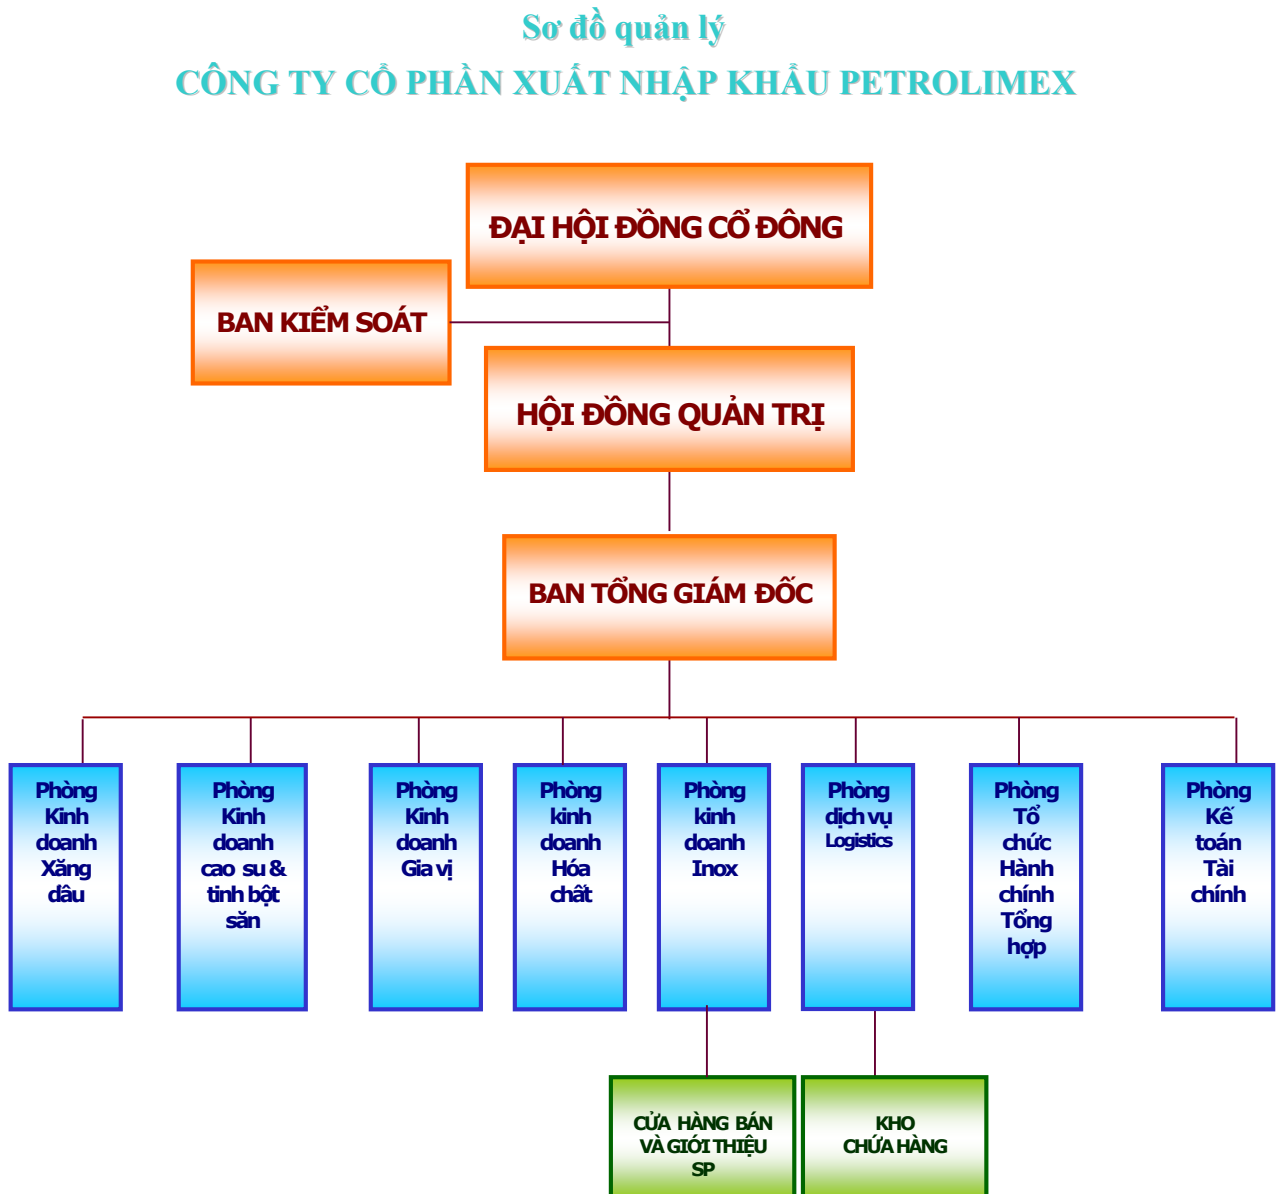 Sơ đồ quản lý
CÔNG TY CỔ PHẦN XUẤT NHẬP KHẨU PETROLIMEX
ĐẠI HỘI ĐỒNG CỔ ĐÔNG
BAN KIỂM SOÁT
HỘI ĐỒNG QUẢN TRỊ
BAN TỔNG GIÁM ĐỐC
Phòng
Kinh
doanh
Xăng
dâu
Phòng
Kinh
doanh
cao su &
tinh bột
săn
Phòng
Kinh
doanh
Gia vị
Phòng
kinh
doanh
Hóa
chất
Phòng
kinh
doanh
Inox
Phòng
dịch vụ
Logistics
Phòng
Tổ
chức
Hành
chính
Tổng
hợp
Phòng
Kế
toán
Tài
chính
CỬA HÀNG BÁN
VÀ GIỚI THIỆU
SP
KHO
CHỨA HÀNG